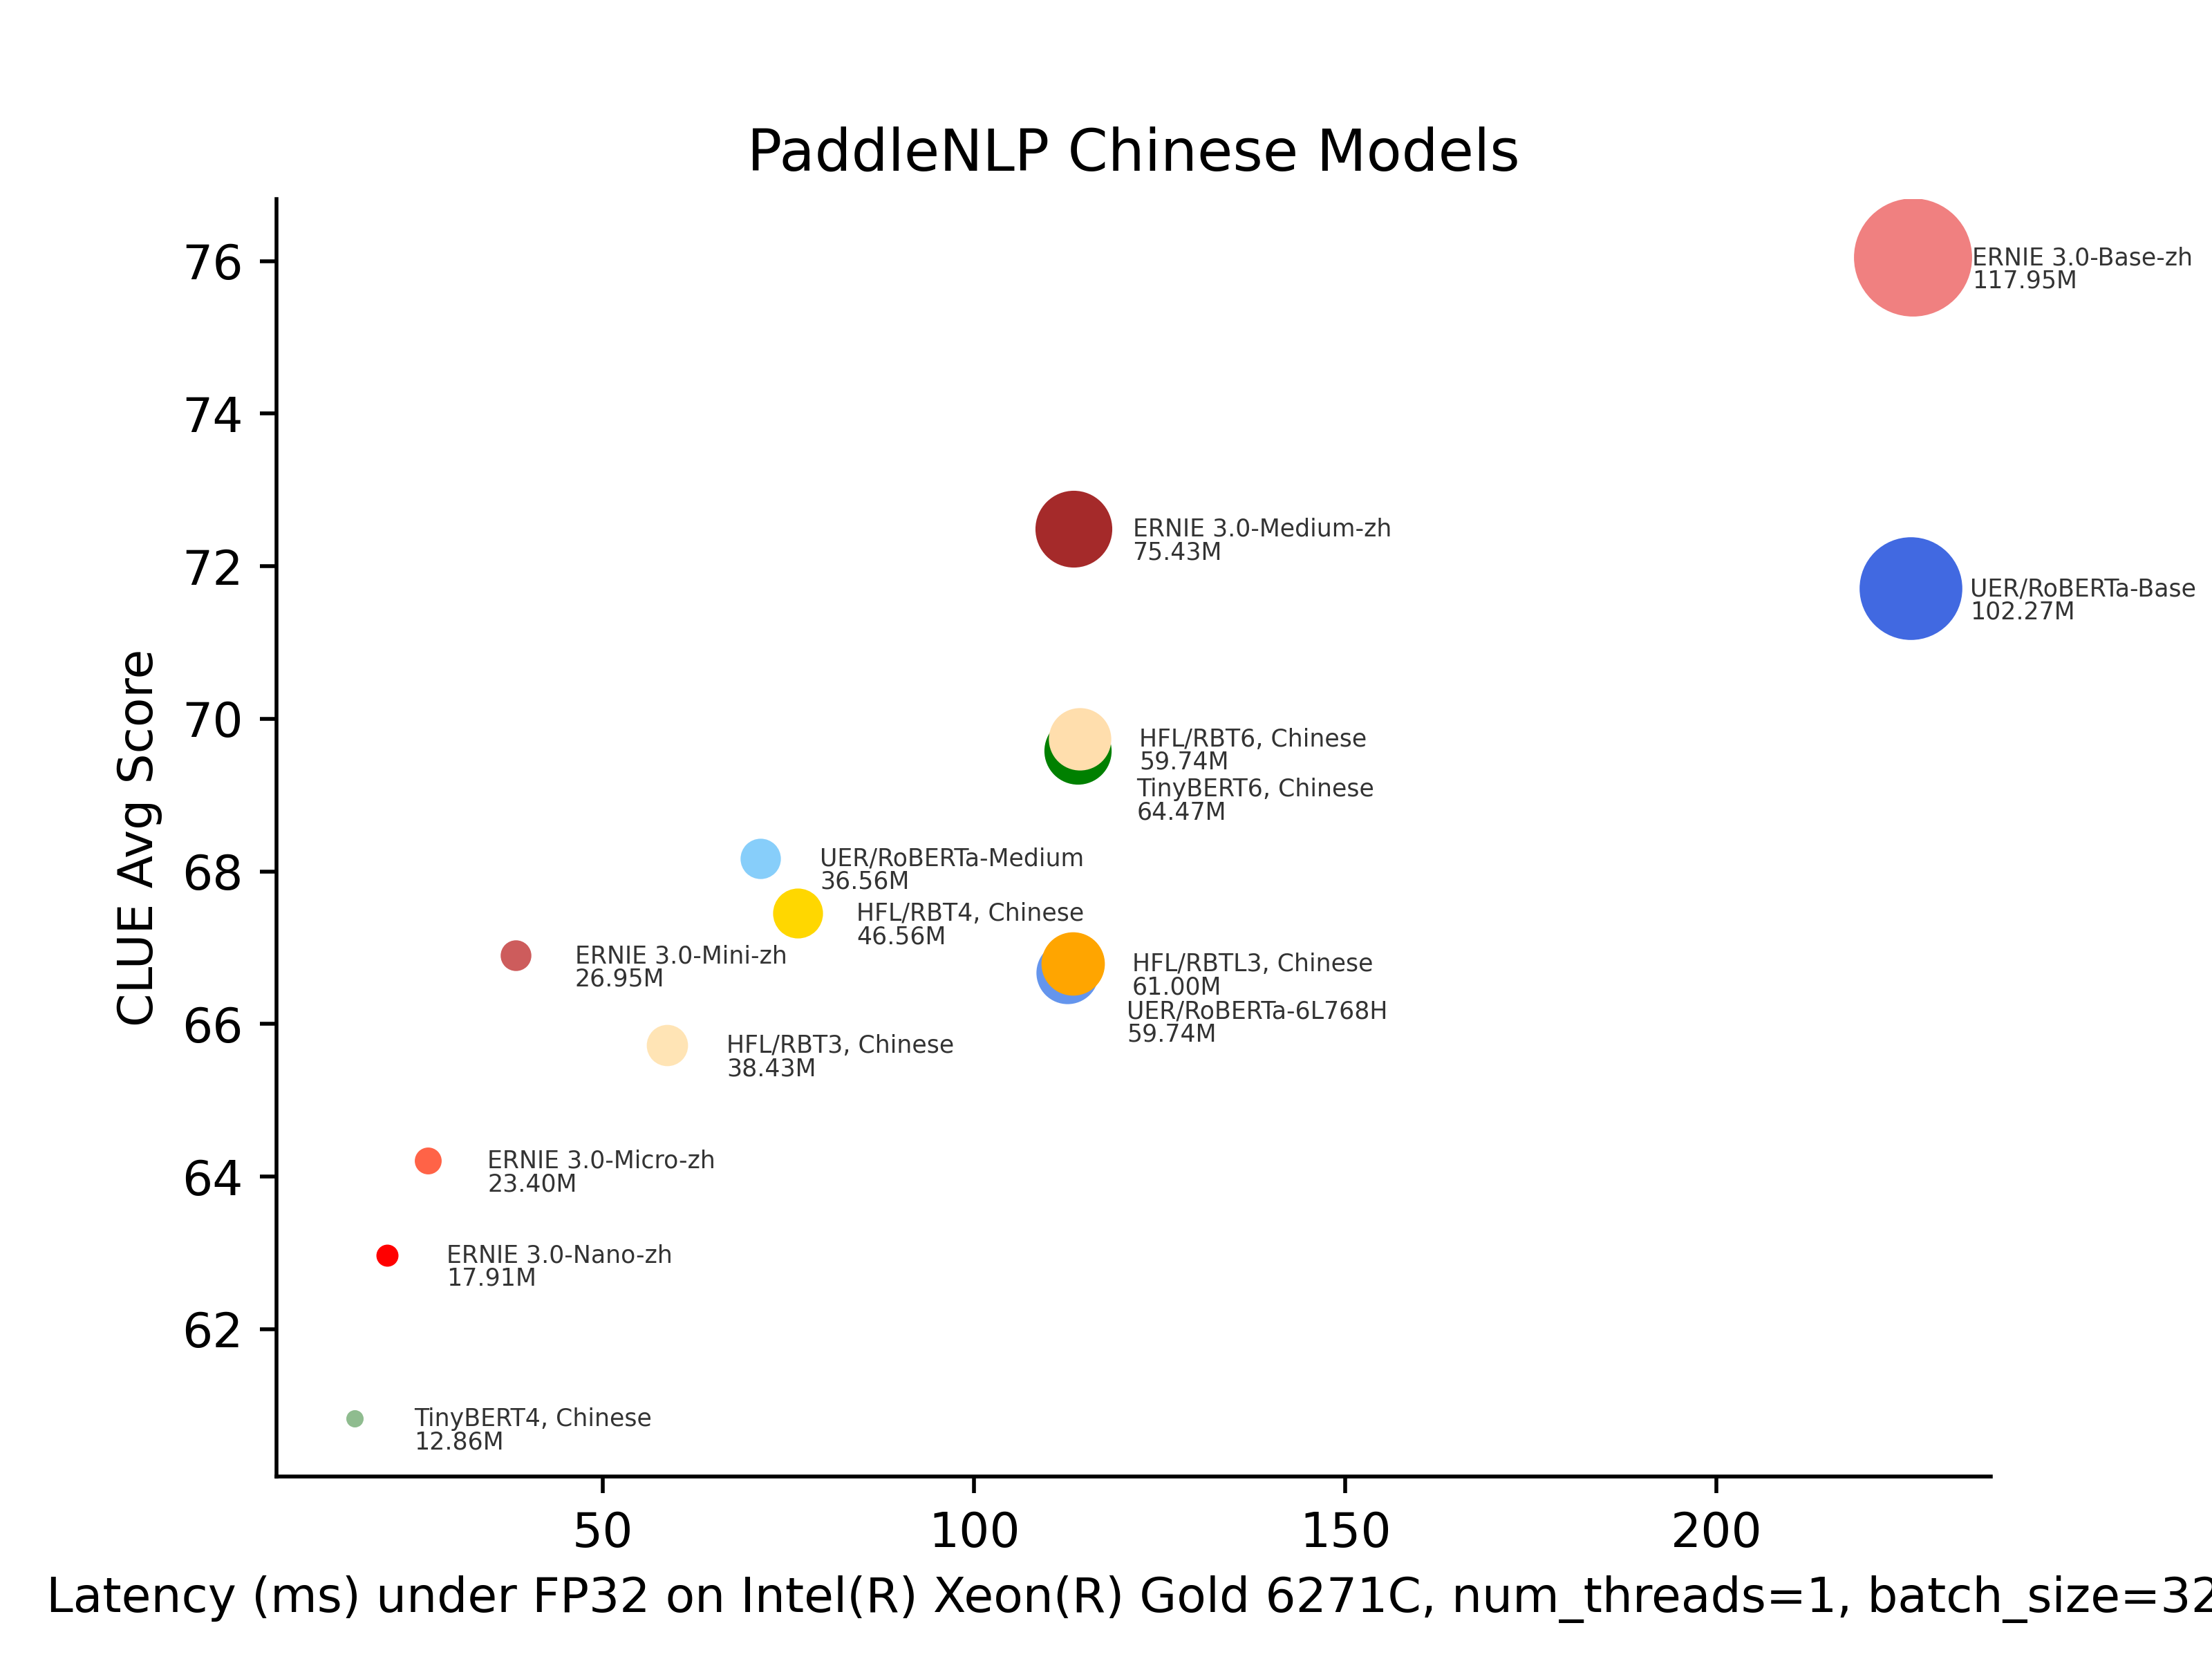 PaddleNLP Chinese Models
76
74
72
70
68
66
64
62
CLUE Avg Score
ERNIE 3.0-Base-zh
117.95M
ERNIE 3.0-Medium-zh
75.43M
UER/RoBERTa-Base
102.27M
HFL/RBT6, Chinese
59.74M
TinyBERT6, Chinese
64.47M
UER/RoBERTa-Medium
36.56M
HFL/RBT4, Chinese
46.56M
ERNIE 3.0-Mini-zh
26.95M
HFL/RBTL3, Chinese
61.00M
UER/RoBERTa-6L768H
59.74M
HFL/RBT3, Chinese
38.43M
ERNIE 3.0-Micro-zh
23.40M
ERNIE 3.0-Nano-zh
17.91M
TinyBERT4, Chinese
12.86M
50
100
150
200
Latency (ms) under FP32 on Intel(R) Xeon(R) Gold 6271C, num_threads=1, batch_size=32